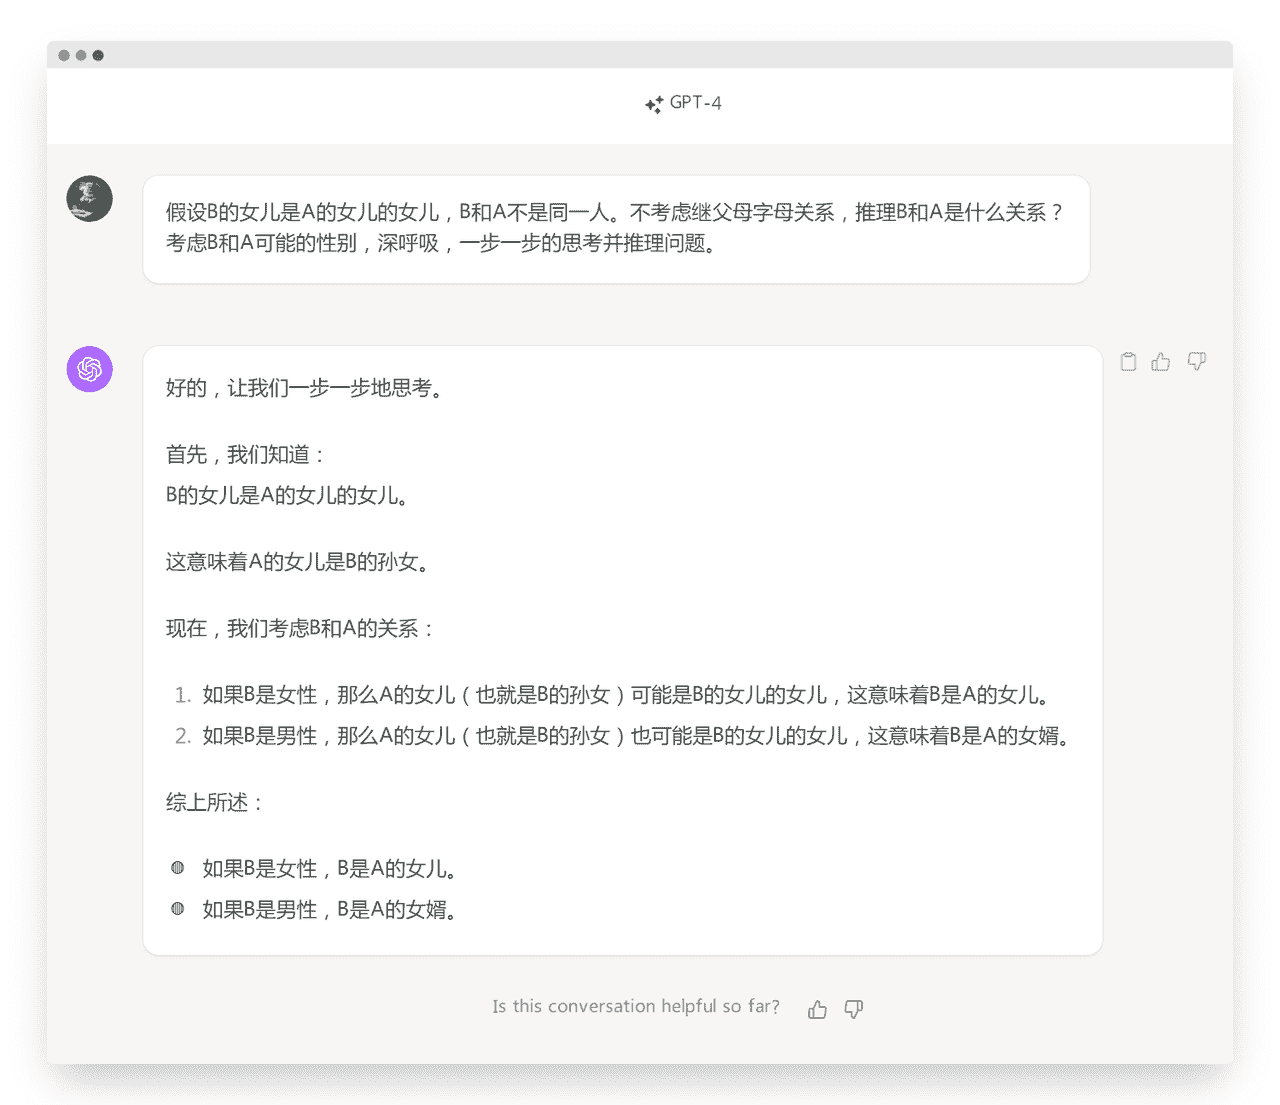 GPT-4
假设B的女儿是A的女儿的女儿，B和A不是同一人。不考虑继父母字母关系，推理B和A是什么关系？
考虑B和A可能的性别，深呼吸，一步一步的思考并推理问题。
好的，让我们一步一步地思考。
首先，我们知道：
B的女儿是A的女儿的女儿。
这意味着A的女儿是B的孙女。
现在，我们考虑B和A的关系：
1. 如果B是女性，那么A的女儿（也就是B的孙女）可能是B的女儿的女儿，这意味着B是A的女儿。
2. 如果B是男性，那么A的女儿（也就是B的孙女）也可能是B的女儿的女儿，这意味着B是A的女婿。
综上所述：
如果B是女性，B是A的女儿。
如果B是男性，B是A的女婿。
Is this conversation helpful so far?